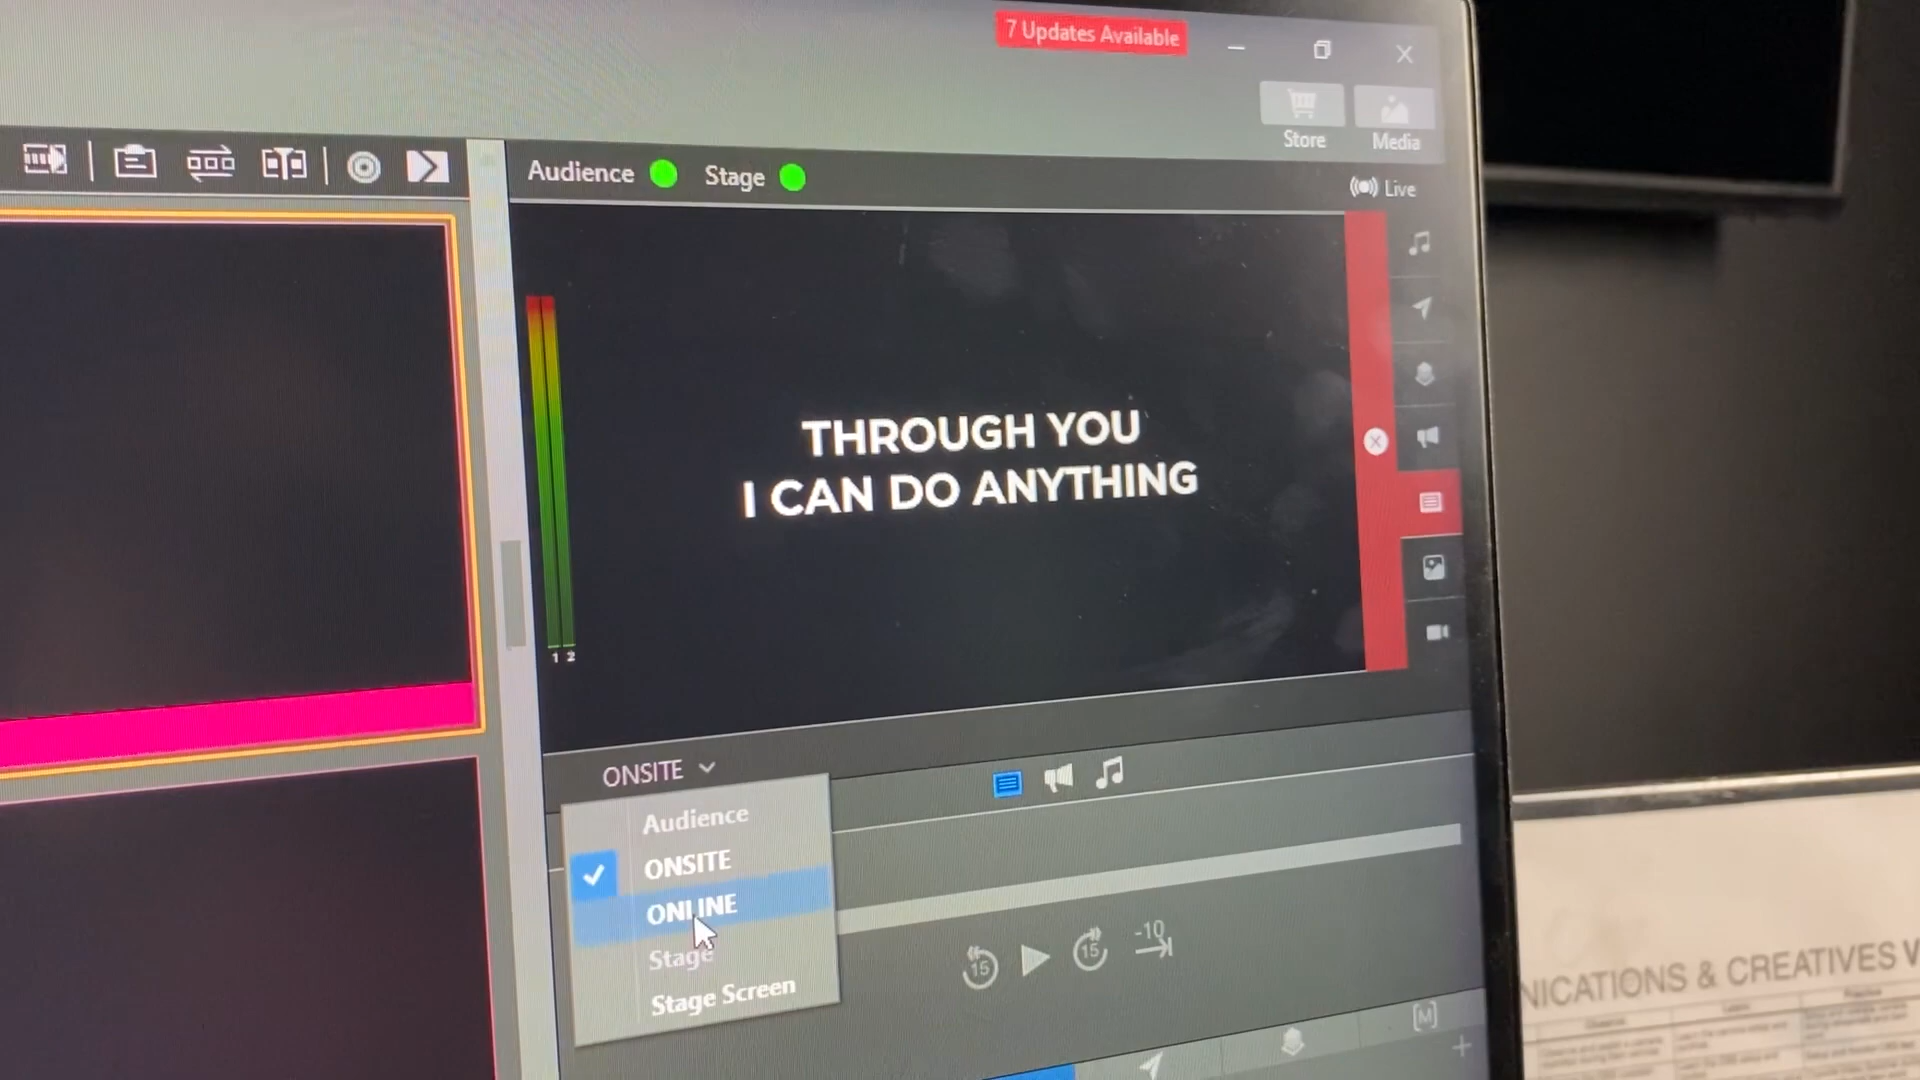 7 Updates Available
Store
Media
Audience
Stage
Live
THROUGH YOU
I CAN DO ANYTHING
1 2
ONSITE
Audience
ONSITE
ONLINE
Stage
Stage Screen
15
15
-10
[M]
NICATIONS & CREATIVES